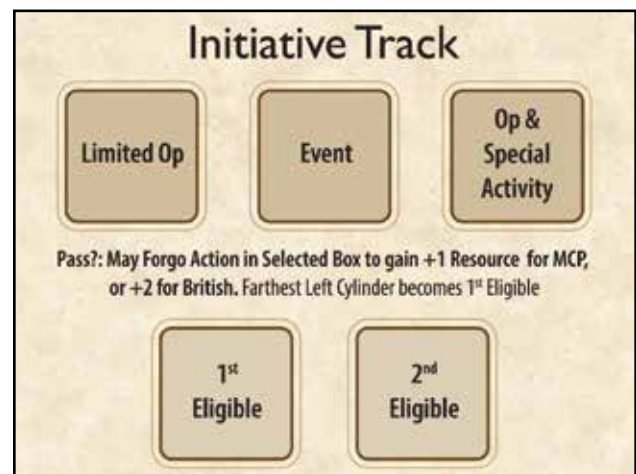 Initiative Track
Limited Op
Event
Op &
Special
Activity
Pass?: May Forgo Action in Selected Box to gain +1 Resource for MCP,
or +2 for British. Farthest Left Cylinder becomes 1st Eligible
1st
Eligible
2nd
Eligible